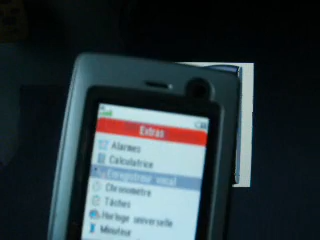 Extras
Alarmes
Calculatrice
Enregistreur vocal
Chronomètre
Tâches
Horloge universelle
Minuteur